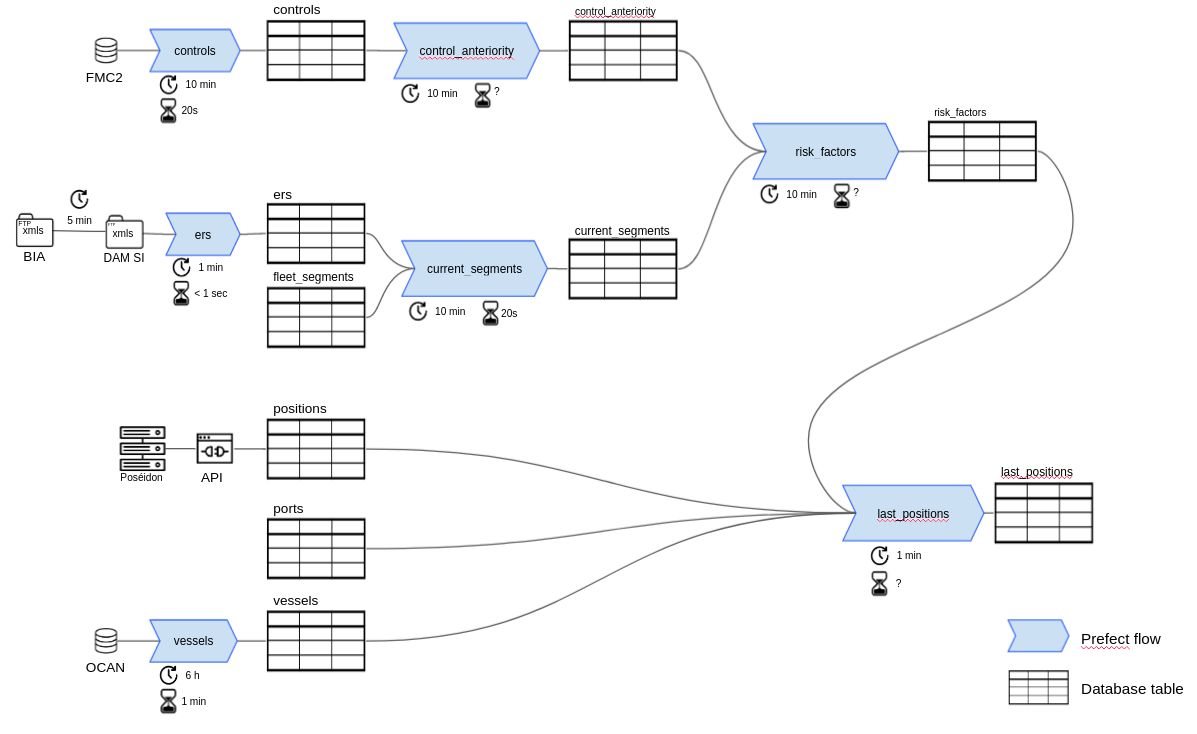 controls
control_anteriority
controls
control_anteriority
FMC2
10 min
20s
10 min
?
risk_factors
risk_factors
10 min
?
ers
5 min
FTP
xmls
BIA
FTP
xmls
DAM SI
ers
1 min
< 1 sec
fleet_segments
current_segments
current_segments
10 min
20s
positions
Poséidon
API
ports
last_positions
last_positions
1 min
?
vessels
OCAN
vessels
6 h
1 min
Prefect flow
Database table